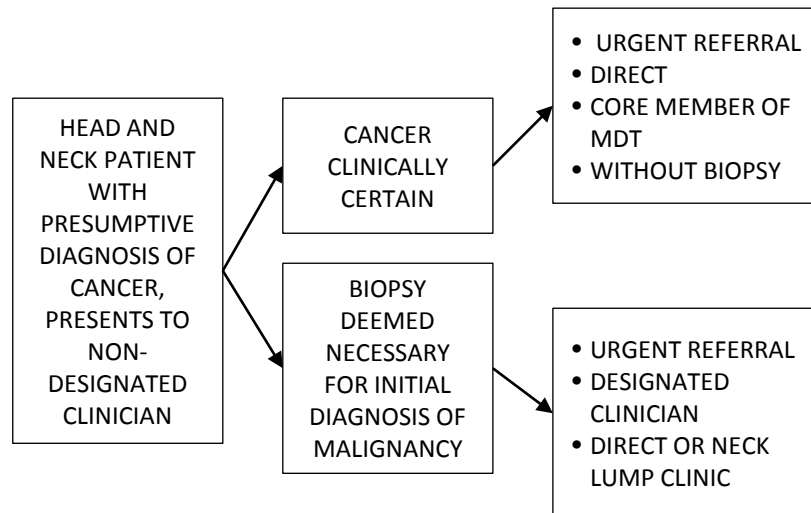 HEAD AND
NECK PATIENT
WITH
PRESUMPTIVE
DIAGNOSIS OF
CANCER,
PRESENTS TO
NON-
DESIGNATED
CLINICIAN
CANCER
CLINICALLY
CERTAIN
• URGENT REFERRAL
• DIRECT
• CORE MEMBER OF
MDT
• WITHOUT BIOPSY
BIOPSY
DEEMED
NECESSARY
FOR INITIAL
DIAGNOSIS OF
MALIGNANCY
• URGENT REFERRAL
• DESIGNATED
CLINICIAN
• DIRECT OR NECK
LUMP CLINIC